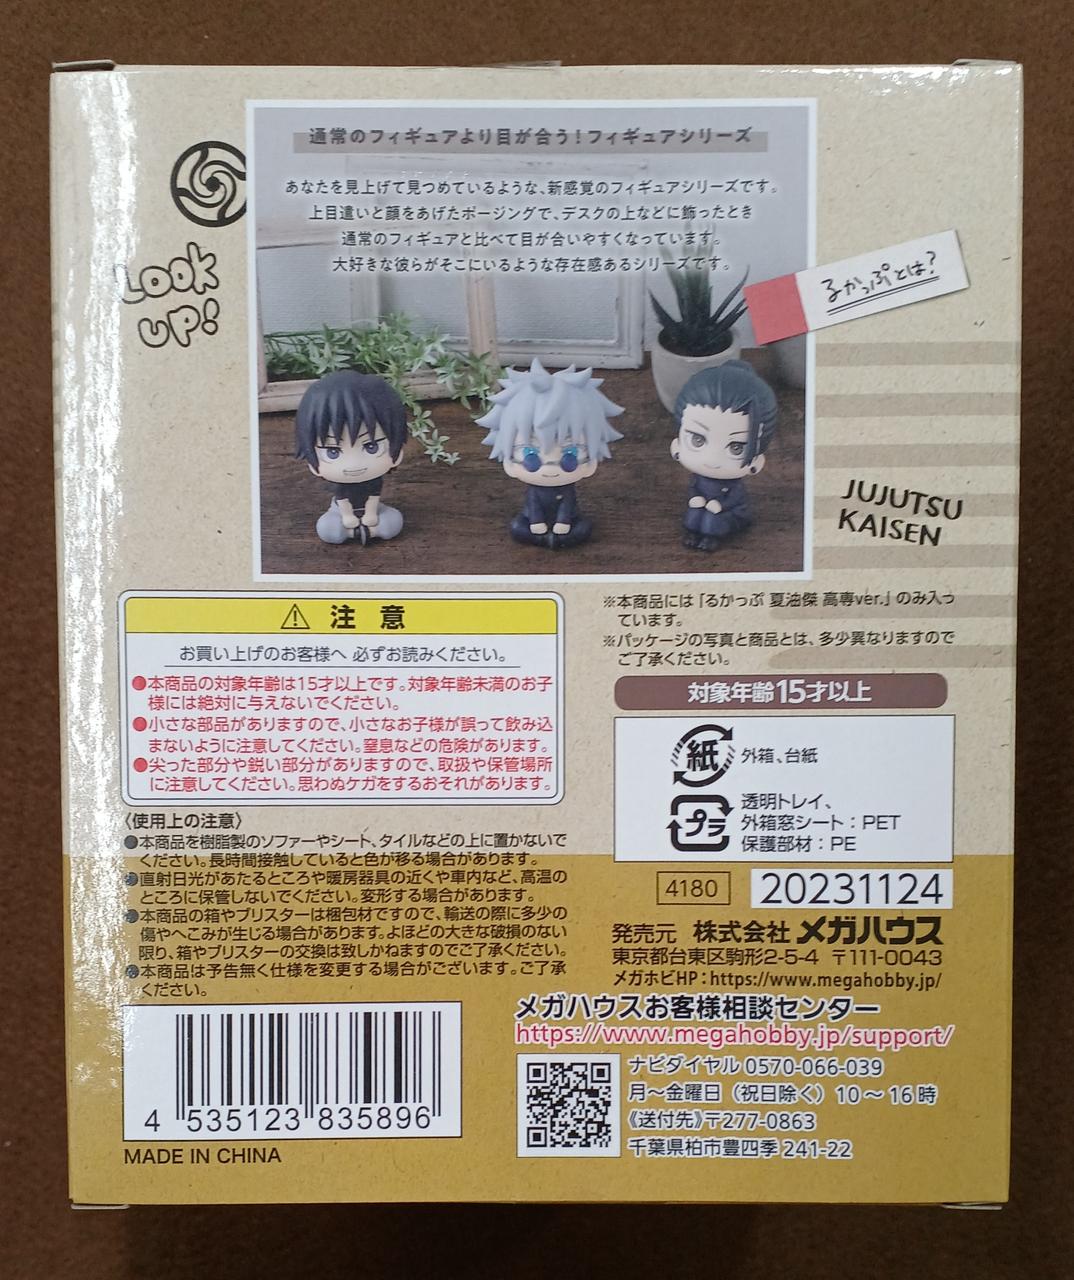 通常のフィギュアより目が合う！フィギュアシリーズ
あなたを見上げて見つめているような、新感覚のフィギュアシリーズです。
上目遣いと顔をあげたポージングで、デスクの上などに飾ったとき
通常のフィギュアと比べて目が合いやすくなっています。
大好きな彼らがそこにいるような存在感あるシリーズです。
Look
up!
るかっぷとは?
JUJUTSU
KAISEN
⚠ 注意
お買い上げのお客様へ 必ずお読みください。
●本商品の対象年齢は15才以上です。対象年齢未満のお子
様には絶対に与えないでください。
●小さな部品がありますので、小さなお子様が誤って飲み込
まないように注意してください。窒息などの危険があります。
●尖った部分や鋭い部分がありますので、取扱や保管場所
に注意してください。思わぬケガをするおそれがあります。
〈使用上の注意〉
●本商品を樹脂製のソファーやシート、タイルなどの上に置かないで
ください。長時間接触していると色が移る場合があります。
●直射日光があたるところや暖房器具の近くや車内など、高温の
ところに保管しないでください。変形する場合があります。
●本商品の箱やブリスターは梱包材ですので、輸送の際に多少の
傷やへこみが生じる場合があります。よほどの大きな破損のない
限り、箱やブリスターの交換は致しかねますのでご了承ください。
●本商品は予告無く仕様を変更する場合がございます。ご了承
ください。
4 535123 835896
MADE IN CHINA
※本商品には「るかっぷ 夏油傑 高専ver.」のみ入っ
ています。
※パッケージの写真と商品とは、多少異なりますので
ご了承ください。
対象年齢15才以上
紙 外箱、台紙
プラ 透明トレイ、
外箱窓シート：PET
保護部材：PE
4180 20231124
発売元 株式会社メガハウス
東京都台東区駒形2-5-4 〒111-0043
メガホビHP：https://www.megahobby.jp/
メガハウスお客様相談センター
https://www.megahobby.jp/support/
ナビダイヤル 0570-066-039
月〜金曜日（祝日除く）10〜16時
《送付先》〒277-0863
千葉県柏市豊四季 241-22